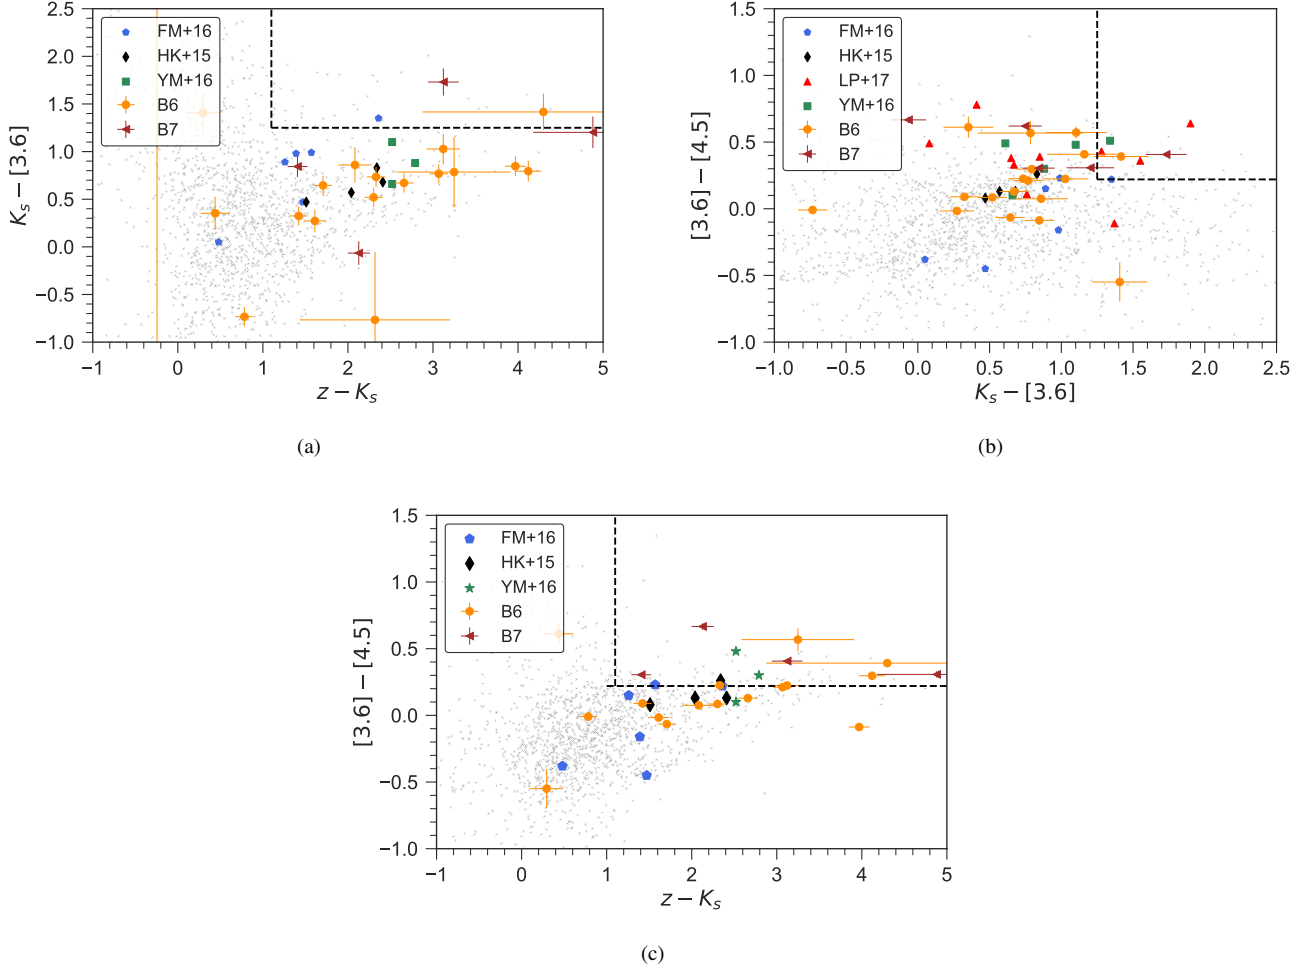 2.5
2.0
1.5
1.0
0.5
0.0
−0.5
−1.0
K_s − [3.6]
FM+16
HK+15
YM+16
B6
B7
−1 0 1 2 3 4 5
z − K_s
(a)
1.5
1.0
0.5
0.0
−0.5
−1.0
[3.6] − [4.5]
FM+16
HK+15
LP+17
YM+16
B6
B7
−1.0 −0.5 0.0 0.5 1.0 1.5 2.0 2.5
K_s − [3.6]
(b)
1.5
1.0
0.5
0.0
−0.5
−1.0
[3.6] − [4.5]
FM+16
HK+15
YM+16
B6
B7
−1 0 1 2 3 4 5
z − K_s
(c)